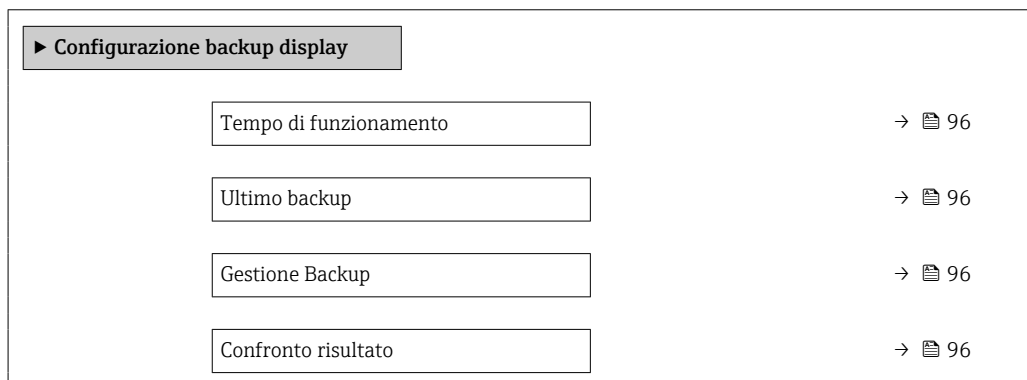 ▶ Configurazione backup display
Tempo di funzionamento → 96
Ultimo backup → 96
Gestione Backup → 96
Confronto risultato → 96